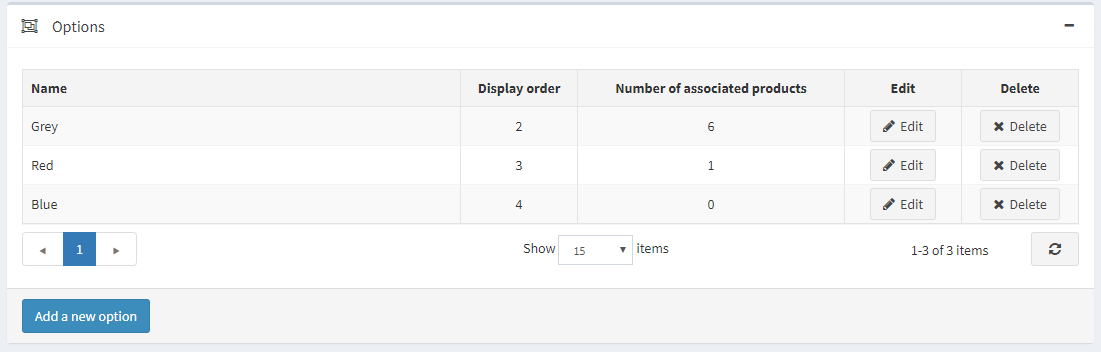 Options
Name Display order Number of associated products Edit Delete
Grey 2 6 Edit Delete
Red 3 1 Edit Delete
Blue 4 0 Edit Delete
1 Show 15 items 1-3 of 3 items
Add a new option